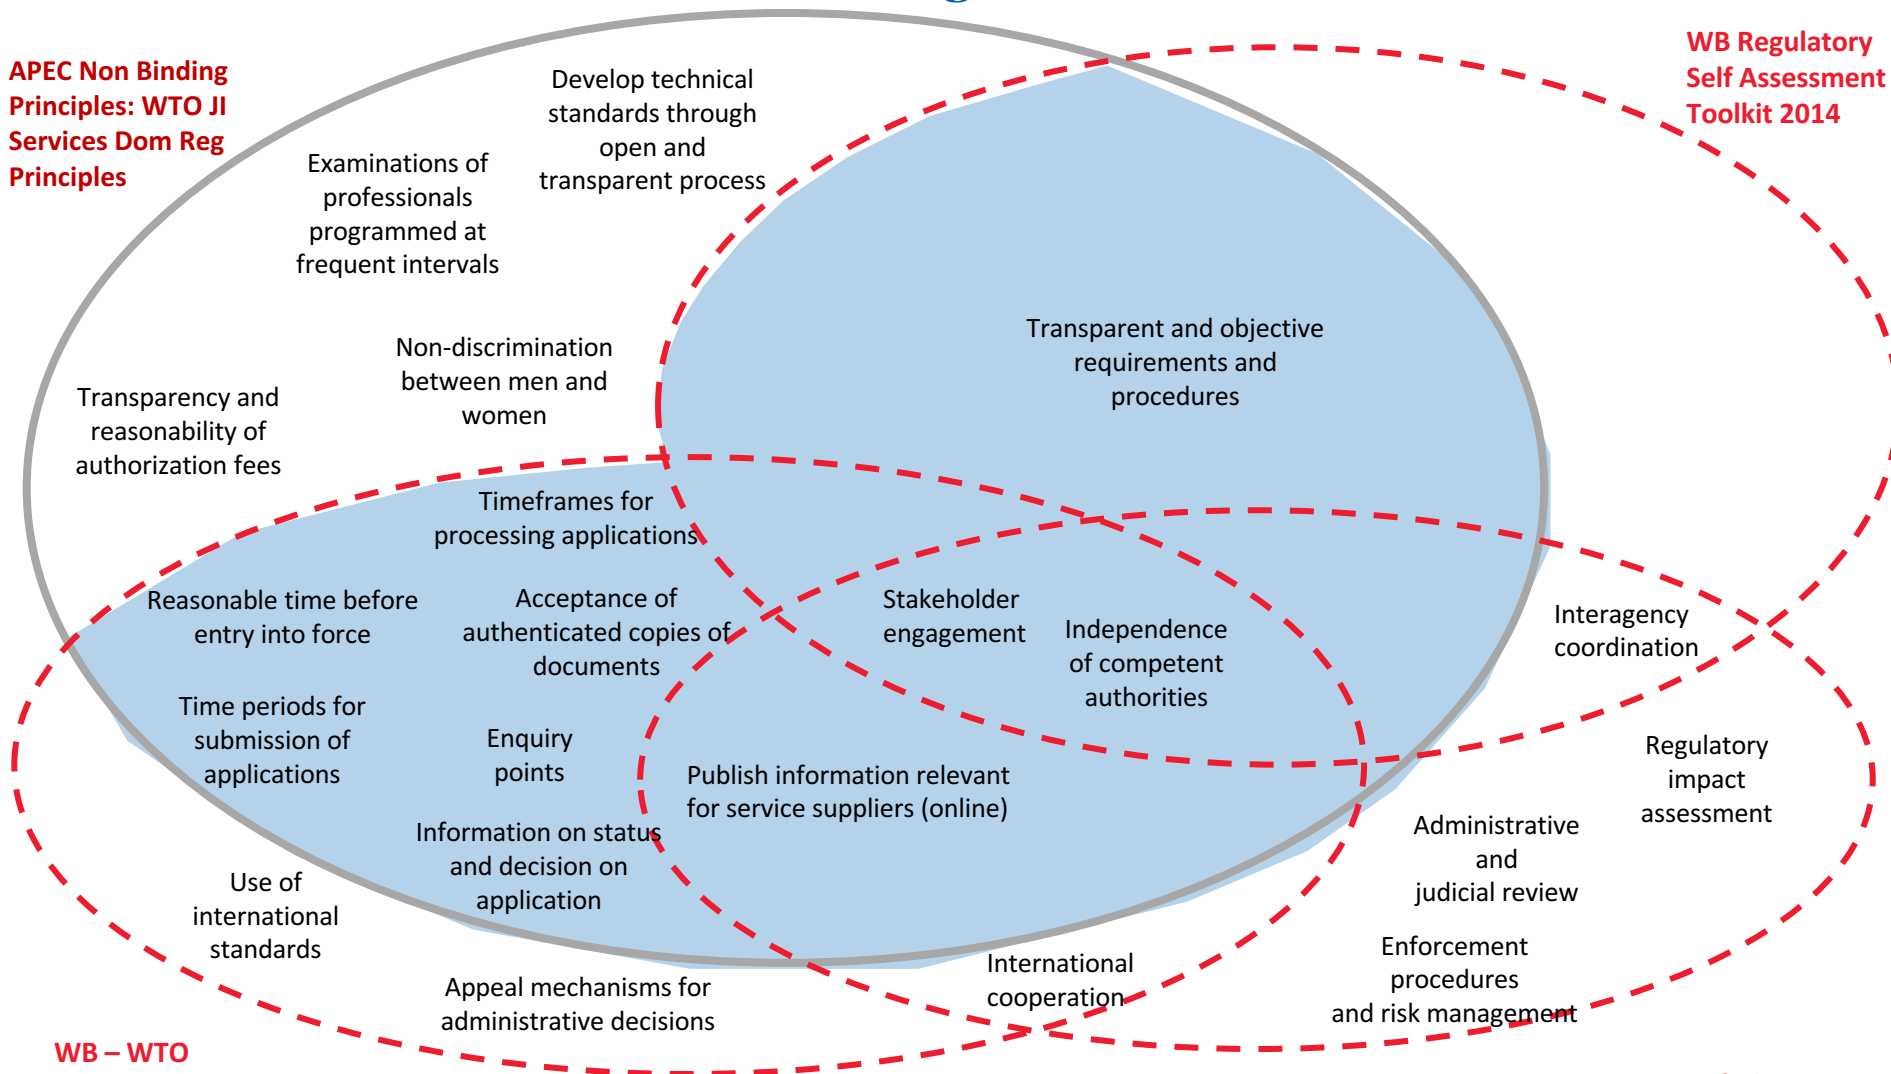 APEC Non Binding
Principles: WTO JI
Services Dom Reg
Principles
WB Regulatory
Self Assessment
Toolkit 2014
Develop technical
standards through
open and
transparent process
Examinations of
professionals
programmed at
frequent intervals
Non-discrimination
between men and
women
Transparency and
reasonability of
authorization fees
Transparent and objective
requirements and
procedures
Timeframes for
processing applications
Reasonable time before
entry into force
Acceptance of
authenticated copies of
documents
Stakeholder
engagement
Independence
of competent
authorities
Interagency
coordination
Time periods for
submission of
applications
Enquiry
points
Publish information relevant
for service suppliers (online)
Regulatory
impact
assessment
Information on status
and decision on
application
Administrative
and
judicial review
Use of
international
standards
Enforcement
procedures
and risk management
International
cooperation
Appeal mechanisms for
administrative decisions
WB – WTO